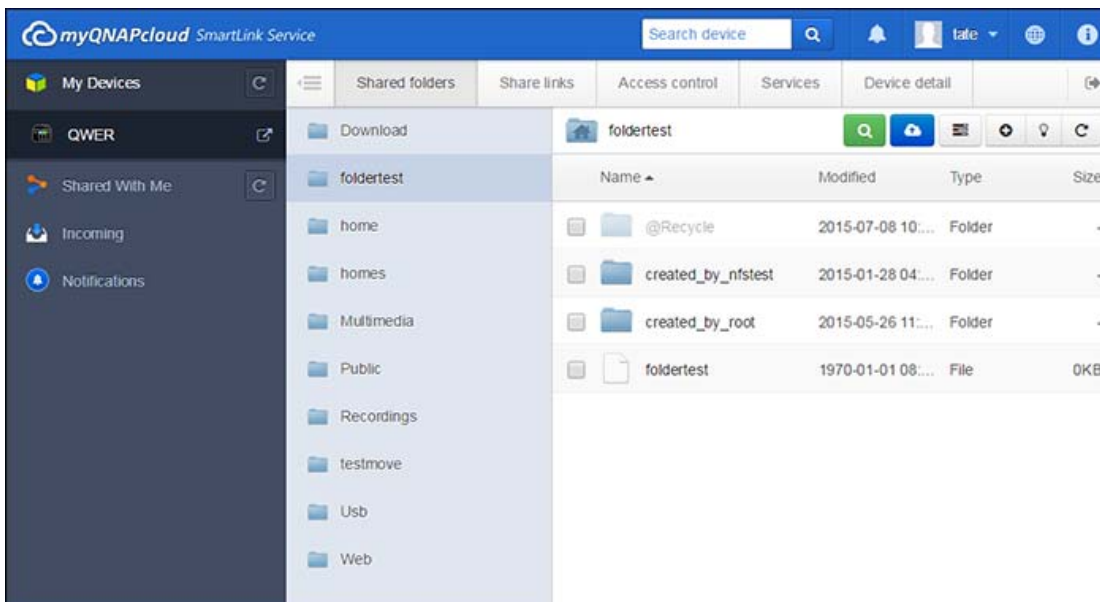 myQNAPcloud SmartLink Service
Search device
tate
My Devices
QWER
Shared With Me
Incoming
Notifications
Shared folders
Share links
Access control
Services
Device detail
Download
foldertest
home
homes
Multimedia
Public
Recordings
testmove
Usb
Web
foldertest
Name Modified Type Size
@Recycle 2015-07-08 10:... Folder -
created_by_nfstest 2015-01-28 04:... Folder -
created_by_root 2015-05-26 11:... Folder -
foldertest 1970-01-01 08:... File 0KB